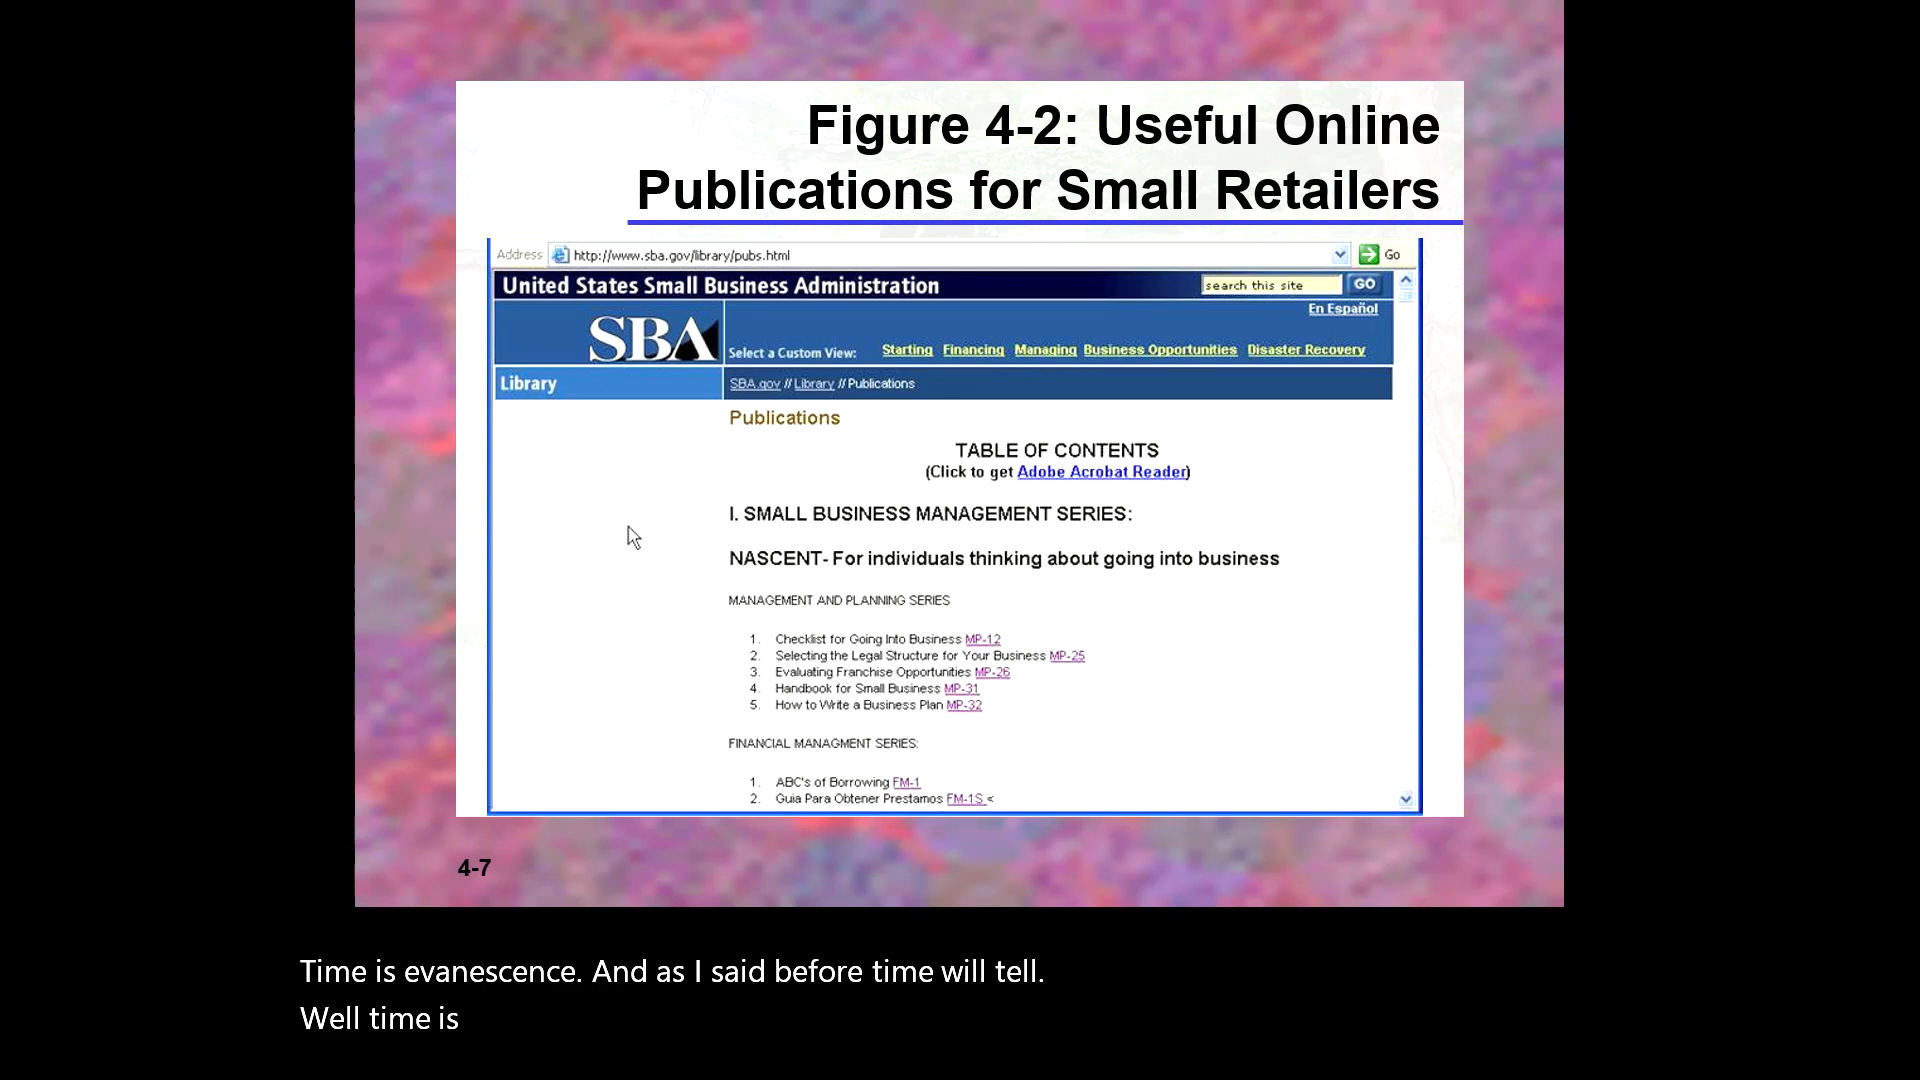 Figure 4-2: Useful Online
Publications for Small Retailers
Address http://www.sba.gov/library/pubs.html Go
United States Small Business Administration search this site GO
En Español
SBA Select a Custom View: Starting Financing Managing Business Opportunities Disaster Recovery
Library SBA.gov // Library // Publications
Publications
TABLE OF CONTENTS
(Click to get Adobe Acrobat Reader)
I. SMALL BUSINESS MANAGEMENT SERIES:
NASCENT- For individuals thinking about going into business
MANAGEMENT AND PLANNING SERIES
1. Checklist for Going Into Business MP-12
2. Selecting the Legal Structure for Your Business MP-25
3. Evaluating Franchise Opportunities MP-26
4. Handbook for Small Business MP-31
5. How to Write a Business Plan MP-32
FINANCIAL MANAGMENT SERIES:
1. ABC's of Borrowing FM-1
2. Guia Para Obtener Prestamos FM-1S <
4-7
Time is evanescence. And as I said before time will tell.
Well time is